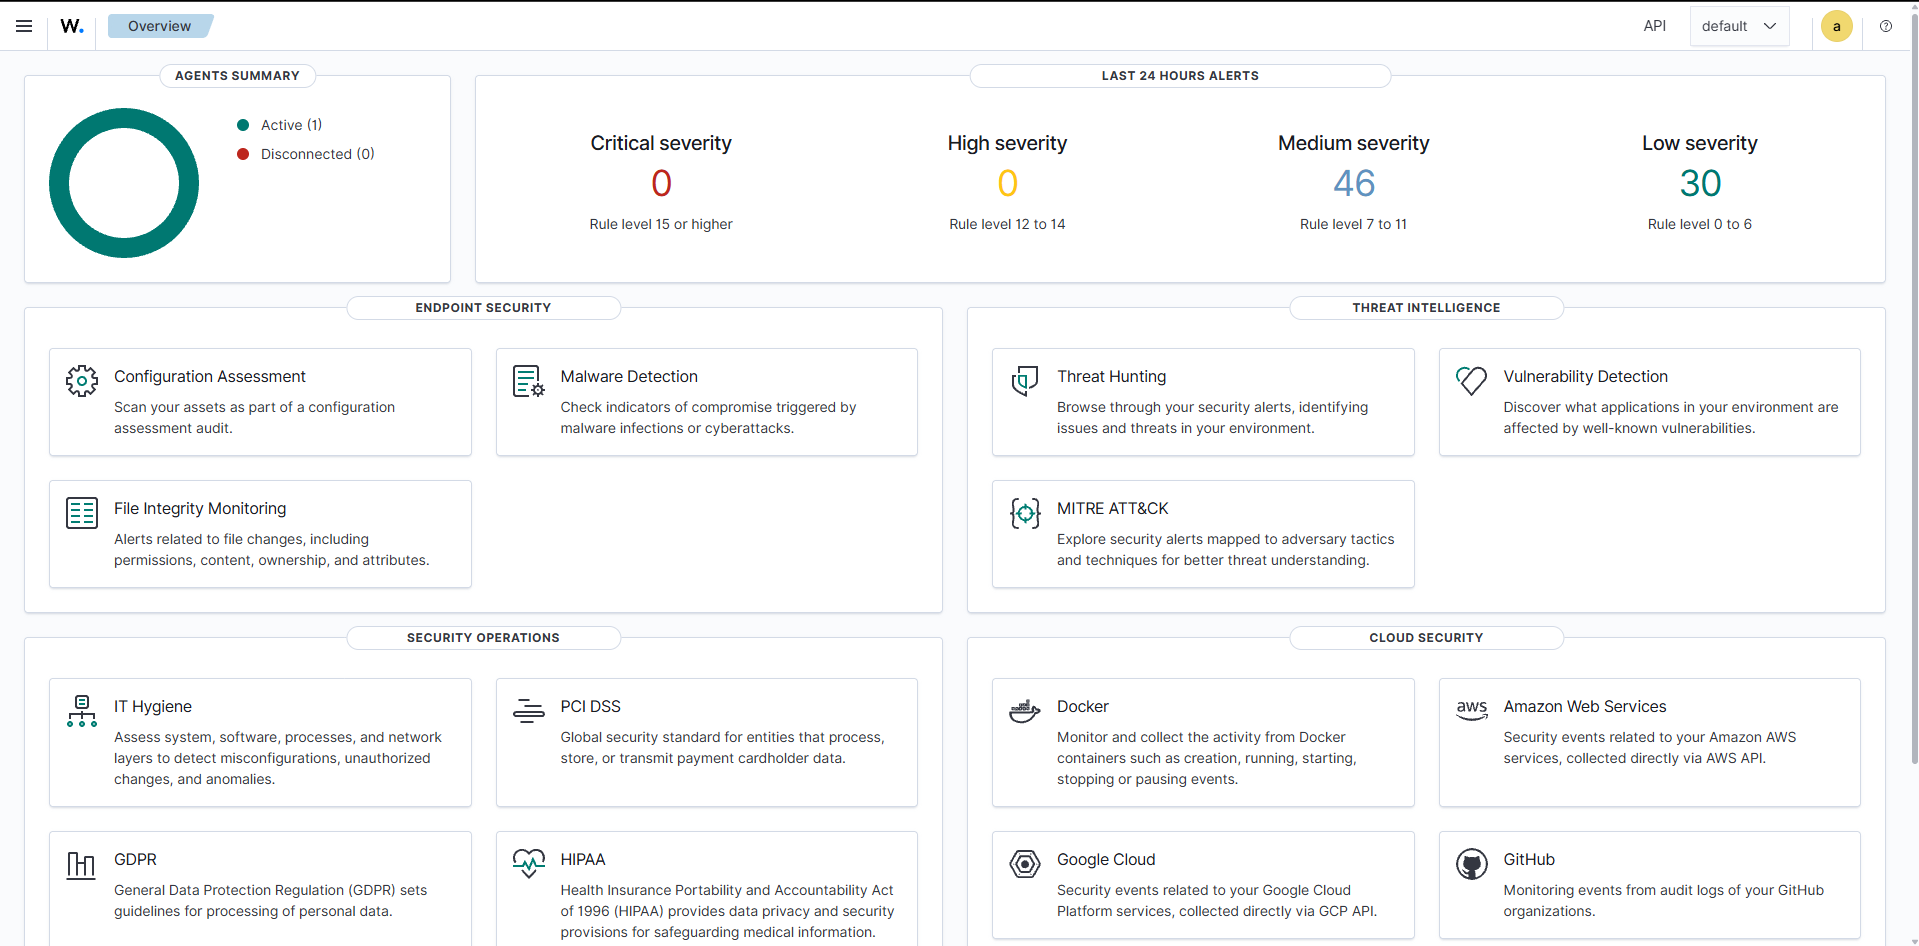 W.
Overview
API
default
a
AGENTS SUMMARY
Active (1)
Disconnected (0)
LAST 24 HOURS ALERTS
Critical severity
0
Rule level 15 or higher
High severity
0
Rule level 12 to 14
Medium severity
46
Rule level 7 to 11
Low severity
30
Rule level 0 to 6
ENDPOINT SECURITY
Configuration Assessment
Scan your assets as part of a configuration
assessment audit.
Malware Detection
Check indicators of compromise triggered by
malware infections or cyberattacks.
File Integrity Monitoring
Alerts related to file changes, including
permissions, content, ownership, and attributes.
THREAT INTELLIGENCE
Threat Hunting
Browse through your security alerts, identifying
issues and threats in your environment.
Vulnerability Detection
Discover what applications in your environment are
affected by well-known vulnerabilities.
MITRE ATT&CK
Explore security alerts mapped to adversary tactics
and techniques for better threat understanding.
SECURITY OPERATIONS
IT Hygiene
Assess system, software, processes, and network
layers to detect misconfigurations, unauthorized
changes, and anomalies.
PCI DSS
Global security standard for entities that process,
store, or transmit payment cardholder data.
GDPR
General Data Protection Regulation (GDPR) sets
guidelines for processing of personal data.
HIPAA
Health Insurance Portability and Accountability Act
of 1996 (HIPAA) provides data privacy and security
provisions for safeguarding medical information.
CLOUD SECURITY
Docker
Monitor and collect the activity from Docker
containers such as creation, running, starting,
stopping or pausing events.
aws
Amazon Web Services
Security events related to your Amazon AWS
services, collected directly via AWS API.
Google Cloud
Security events related to your Google Cloud
Platform services, collected directly via GCP API.
GitHub
Monitoring events from audit logs of your GitHub
organizations.